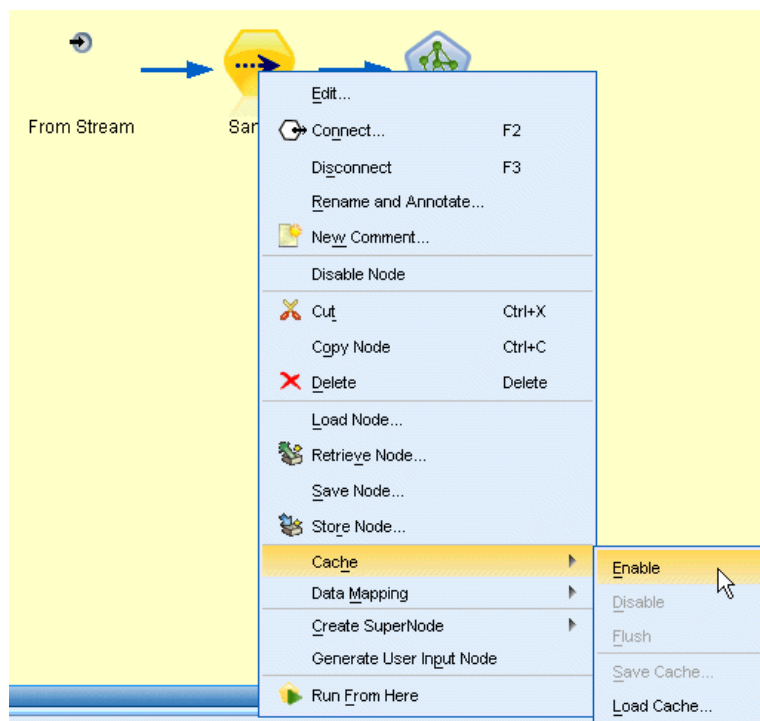 From Stream
San
Edit...
Connect... F2
Disconnect F3
Rename and Annotate...
New Comment...
Disable Node
Cut Ctrl+X
Copy Node Ctrl+C
Delete Delete
Load Node...
Retrieve Node...
Save Node...
Store Node...
Cache
Data Mapping
Create SuperNode
Generate User Input Node
Run From Here
Enable
Disable
Flush
Save Cache...
Load Cache...